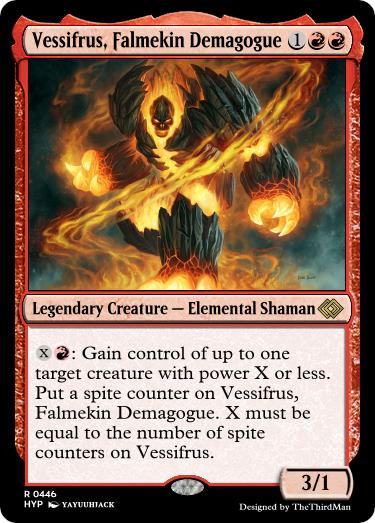 Vessifrus, Falmekin Demagogue 1
Legendary Creature — Elemental Shaman
X : Gain control of up to one
target creature with power X or less.
Put a spite counter on Vessifrus,
Falmekin Demagogue. X must be
equal to the number of spite
counters on Vessifrus.
3/1
R 0446
HYP YAYUUHJACK
Designed by TheThirdMan